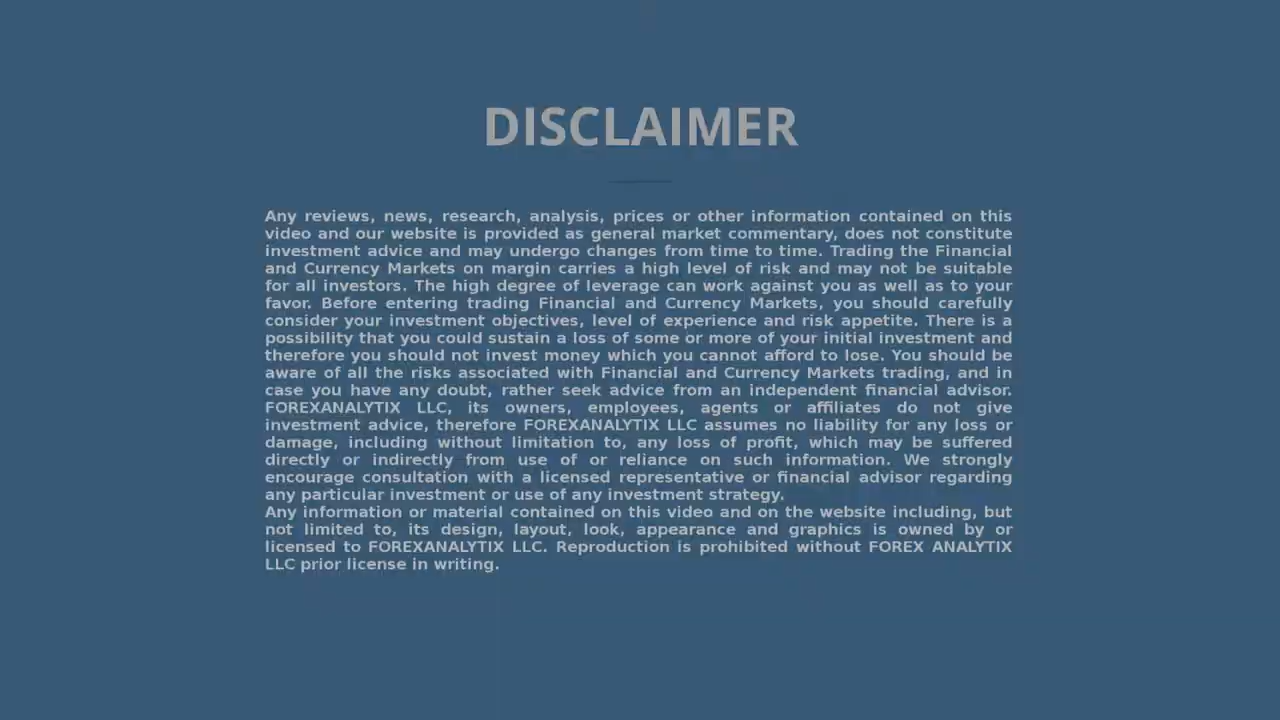 DISCLAIMER
Any reviews, news, research, analysis, prices or other information contained on this
video and our website is provided as general market commentary, does not constitute
investment advice and may undergo changes from time to time. Trading the Financial
and Currency Markets on margin carries a high level of risk and may not be suitable
for all investors. The high degree of leverage can work against you as well as to your
favor. Before entering trading Financial and Currency Markets, you should carefully
consider your investment objectives, level of experience and risk appetite. There is a
possibility that you could sustain a loss of some or more of your initial investment and
therefore you should not invest money which you cannot afford to lose. You should be
aware of all the risks associated with Financial and Currency Markets trading, and in
case you have any doubt, rather seek advice from an independent financial advisor.
FOREXANALYTIX LLC, its owners, employees, agents or affiliates do not give
investment advice, therefore FOREXANALYTIX LLC assumes no liability for any loss or
damage, including without limitation to, any loss of profit, which may be suffered
directly or indirectly from use of or reliance on such information. We strongly
encourage consultation with a licensed representative or financial advisor regarding
any particular investment or use of any investment strategy.
Any information or material contained on this video and on the website including, but
not limited to, its design, layout, look, appearance and graphics is owned by or
licensed to FOREXANALYTIX LLC. Reproduction is prohibited without FOREX ANALYTIX
LLC prior license in writing.